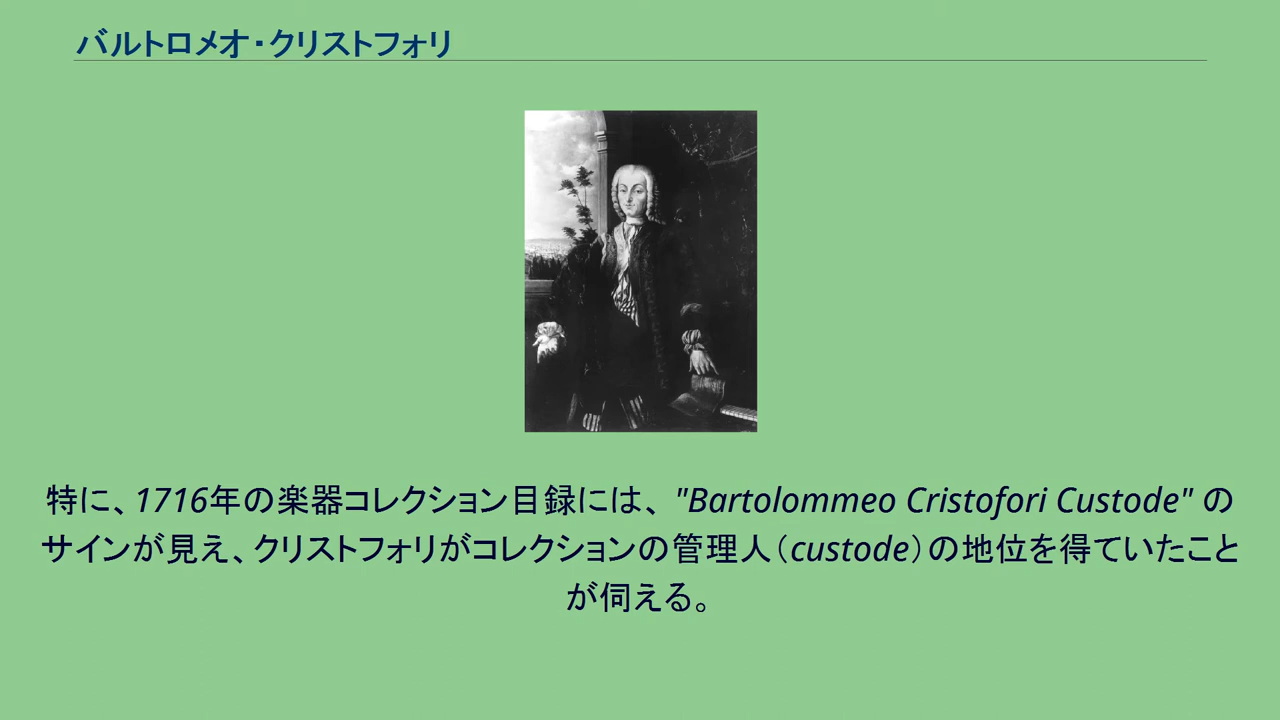 バルトロメオ・クリストフォリ
特に、1716年の楽器コレクション目録には、"Bartolommeo Cristofori Custode" の
サインが見え、クリストフォリがコレクションの管理人（custode）の地位を得ていたこと
が伺える。